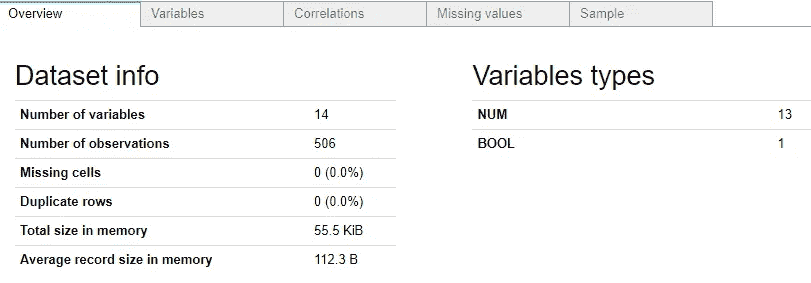 Overview Variables Correlations Missing values Sample
Dataset info
Number of variables 14
Number of observations 506
Missing cells 0 (0.0%)
Duplicate rows 0 (0.0%)
Total size in memory 55.5 KiB
Average record size in memory 112.3 B
Variables types
NUM 13
BOOL 1